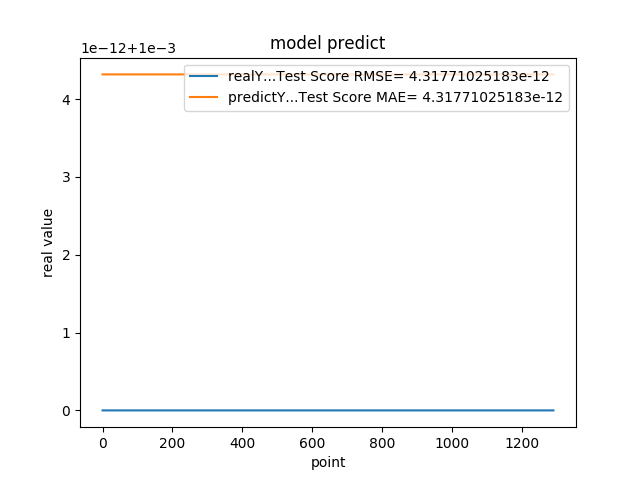 model predict
1e−12+1e−3
realY...Test Score RMSE= 4.31771025183e-12
predictY...Test Score MAE= 4.31771025183e-12
4
3
2
1
0
real value
0 200 400 600 800 1000 1200
point